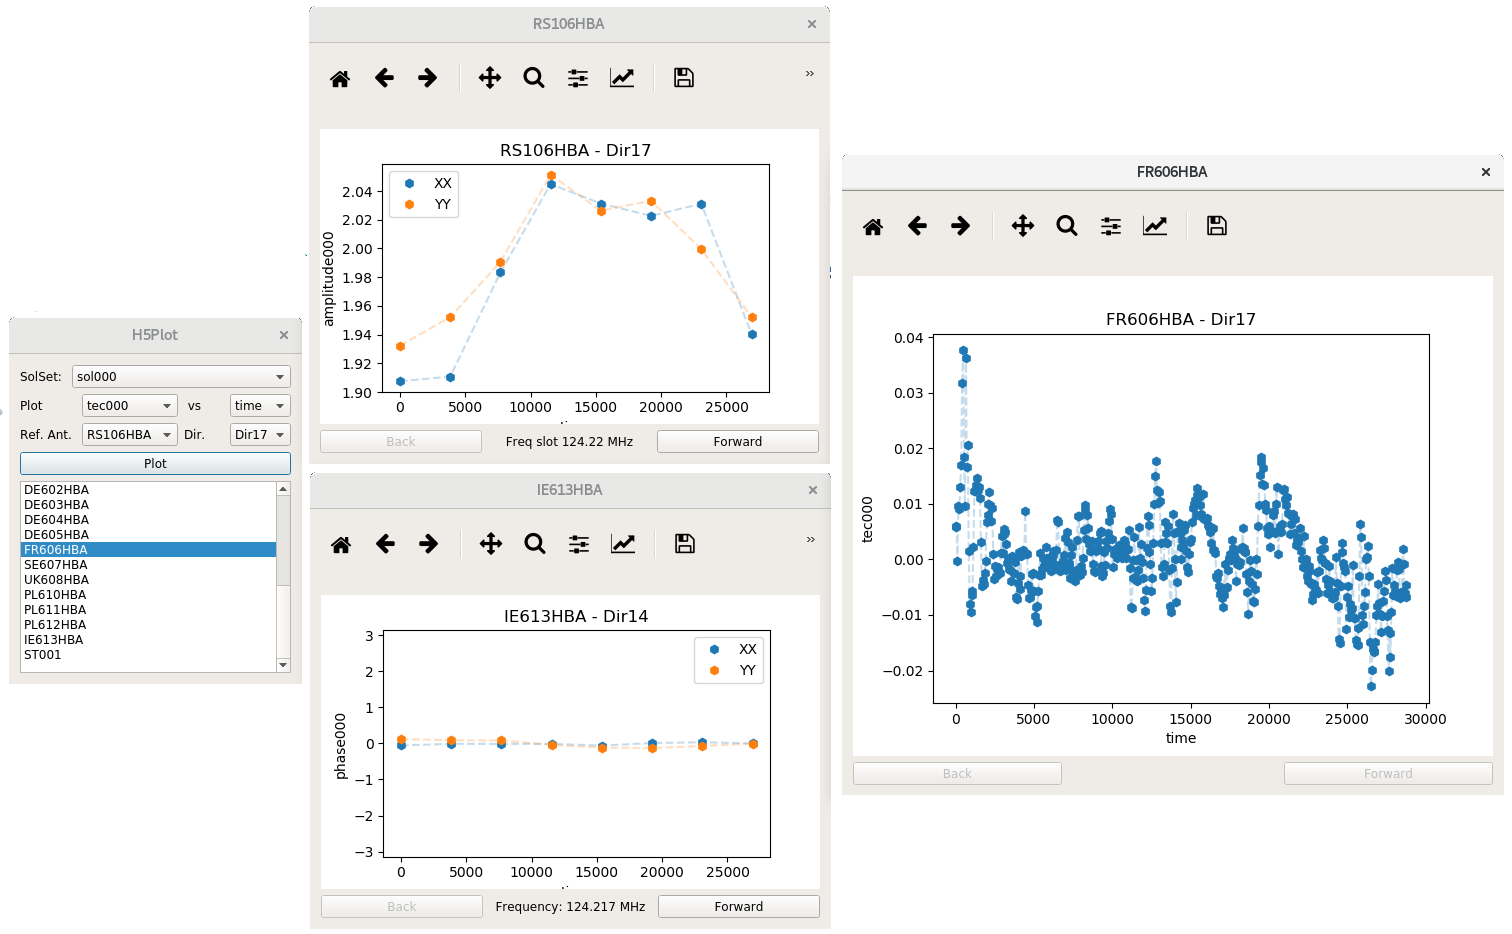 H5Plot
SolSet: sol000
Plot tec000 vs time
Ref. Ant. RS106HBA Dir. Dir17
Plot
DE602HBA
DE603HBA
DE604HBA
DE605HBA
FR606HBA
SE607HBA
UK608HBA
PL610HBA
PL611HBA
PL612HBA
IE613HBA
ST001
RS106HBA
RS106HBA - Dir17
XX
YY
amplitude000
2.04
2.02
2.00
1.98
1.96
1.94
1.92
1.90
0 5000 10000 15000 20000 25000
Back Freq slot 124.22 MHz Forward
IE613HBA
IE613HBA - Dir14
XX
YY
phase000
3
2
1
0
−1
−2
−3
0 5000 10000 15000 20000 25000
Back Frequency: 124.217 MHz Forward
FR606HBA
FR606HBA - Dir17
tec000
0.04
0.03
0.02
0.01
0.00
−0.01
−0.02
0 5000 10000 15000 20000 25000 30000
time
Back Forward